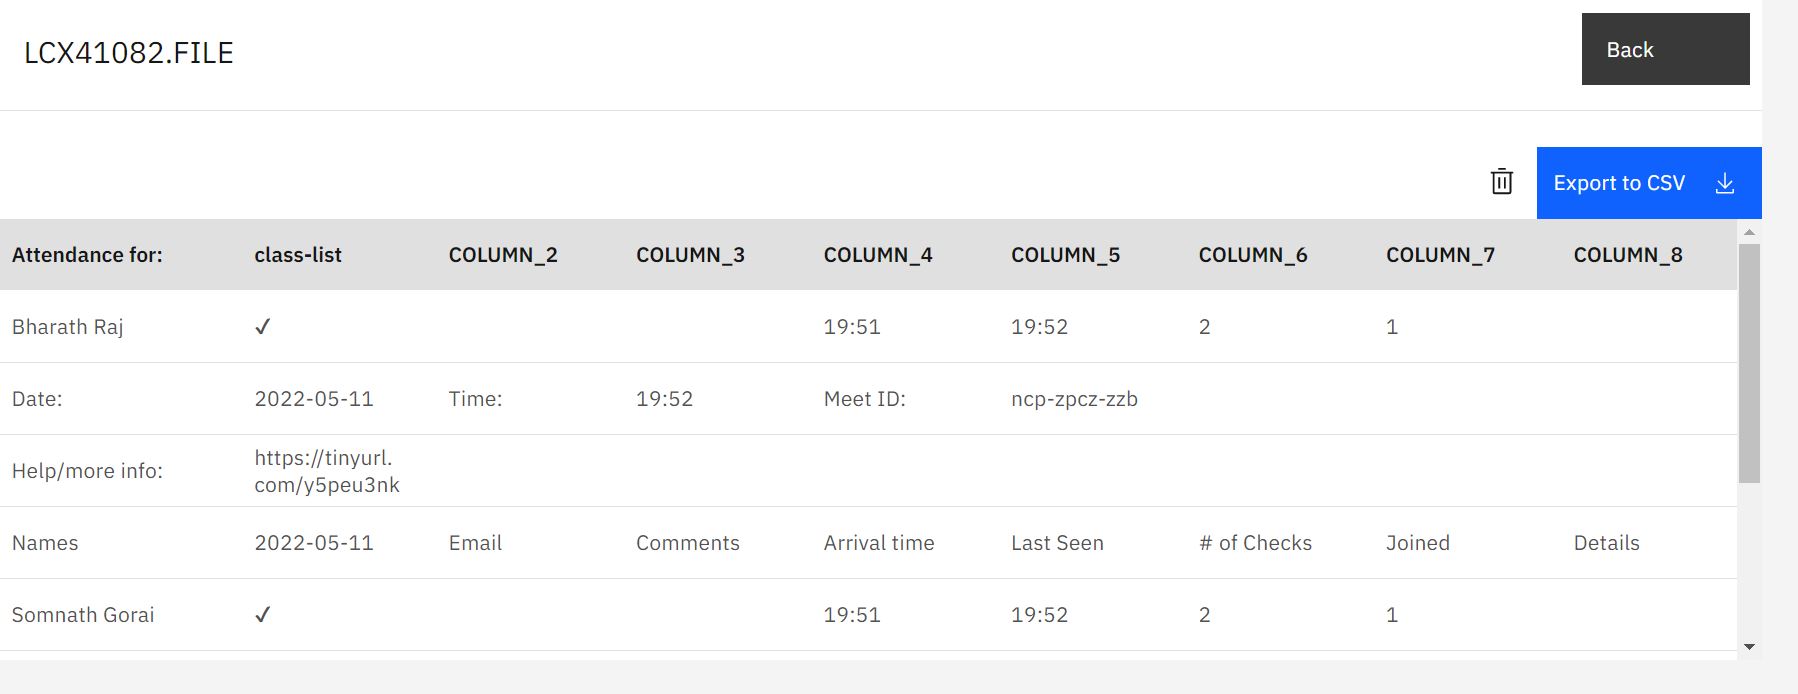 LCX41082.FILE
Back
Export to CSV
Attendance for: class-list COLUMN_2 COLUMN_3 COLUMN_4 COLUMN_5 COLUMN_6 COLUMN_7 COLUMN_8
Bharath Raj ✓ 19:51 19:52 2 1
Date: 2022-05-11 Time: 19:52 Meet ID: ncp-zpcz-zzb
Help/more info: https://tinyurl.
com/y5peu3nk
Names 2022-05-11 Email Comments Arrival time Last Seen # of Checks Joined Details
Somnath Gorai ✓ 19:51 19:52 2 1